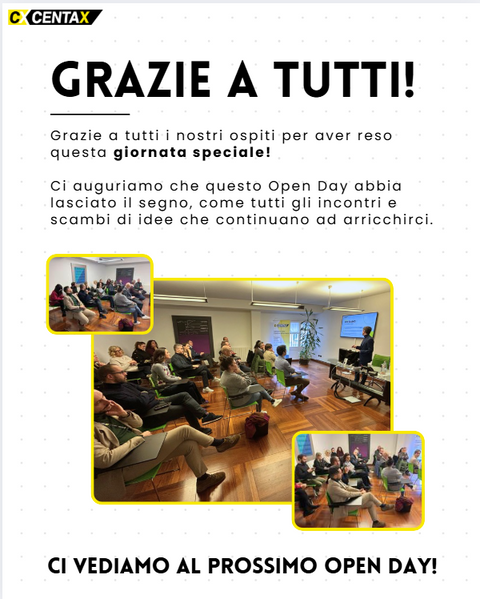 CENTAX
GRAZIE A TUTTI!
Grazie a tutti i nostri ospiti per aver reso
questa giornata speciale!
Ci auguriamo che questo Open Day abbia
lasciato il segno, come tutti gli incontri e
scambi di idee che continuano ad arricchirci.
CI VEDIAMO AL PROSSIMO OPEN DAY!